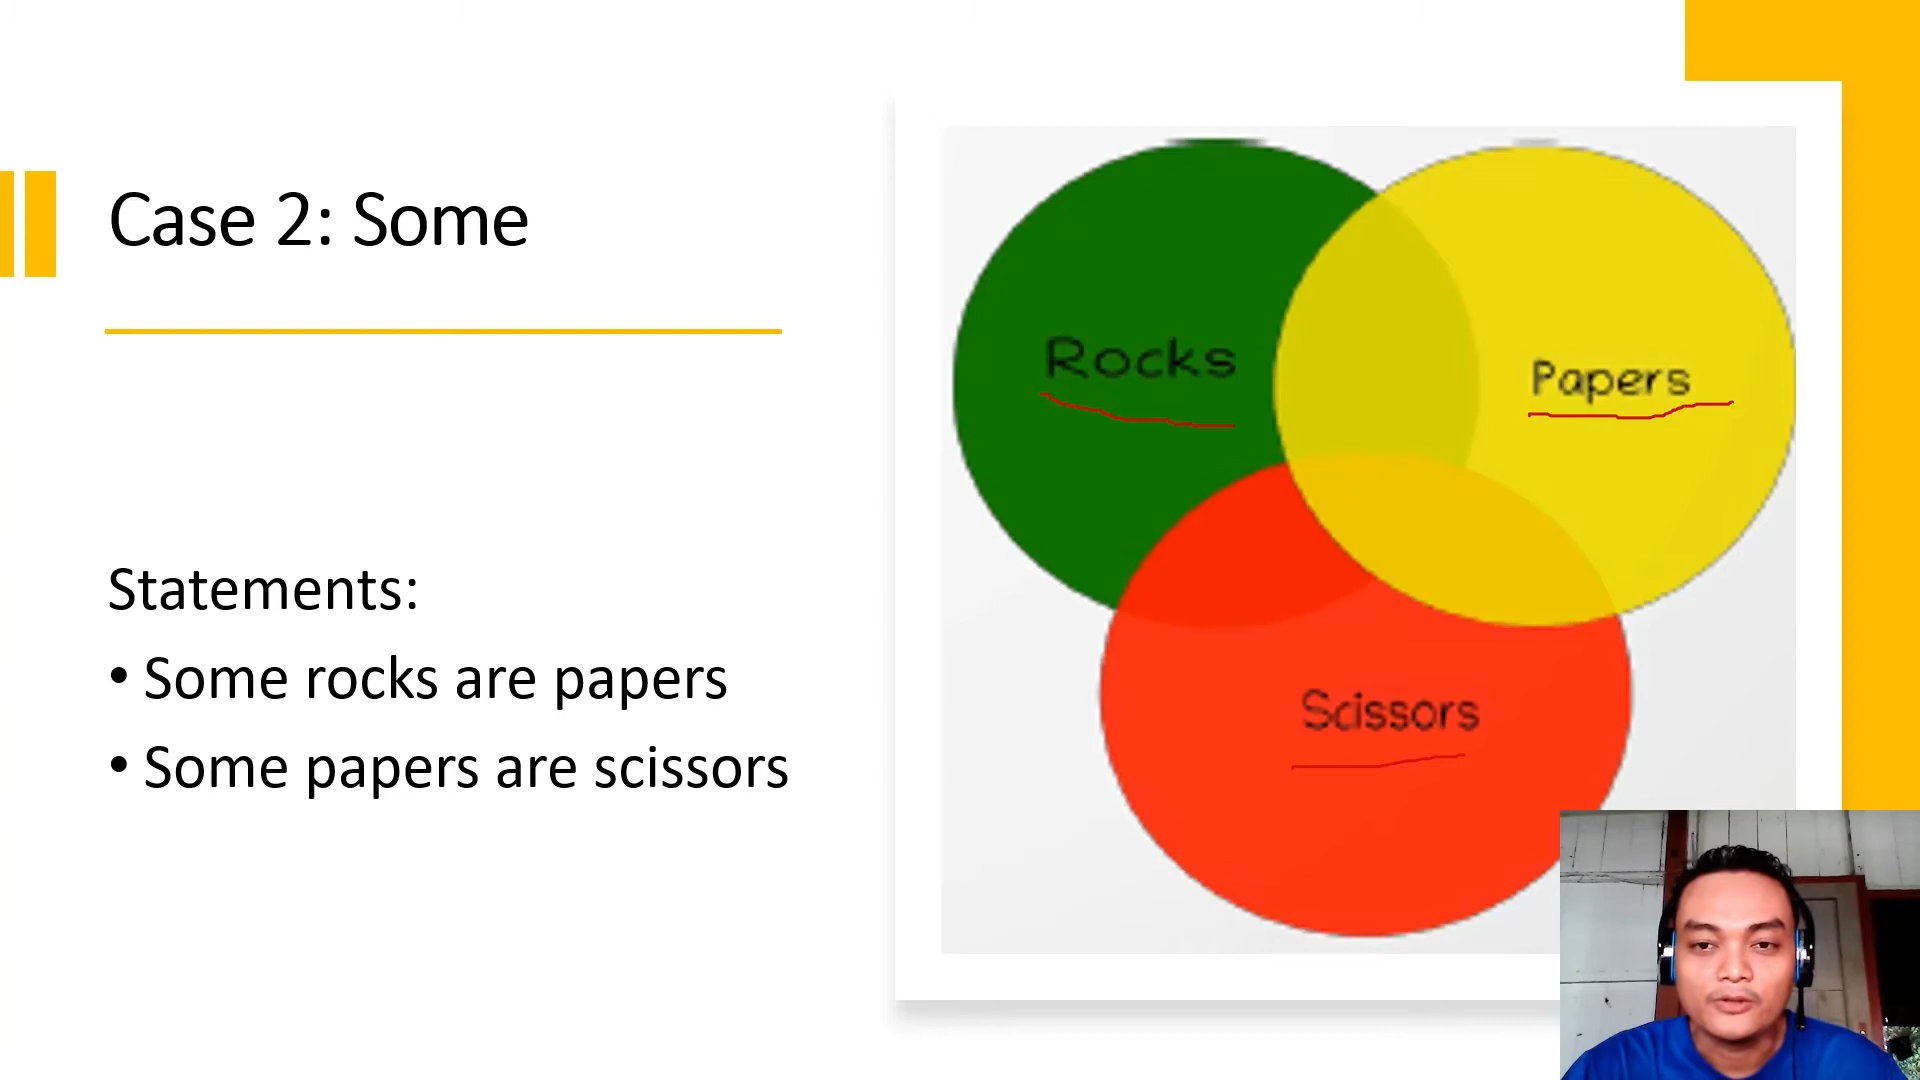 Case 2: Some
Statements:
• Some rocks are papers
• Some papers are scissors
Rocks
Papers
Scissors